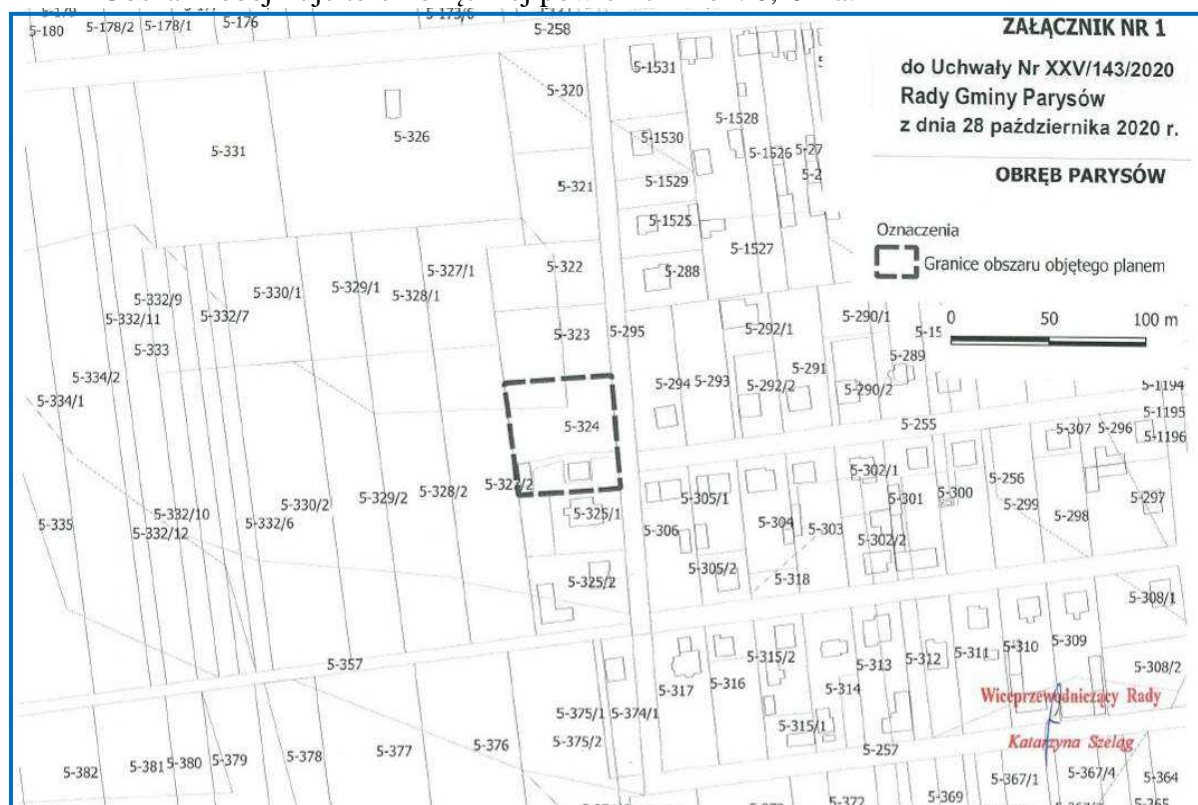 ZAŁĄCZNIK NR 1
do Uchwały Nr XXV/143/2020
Rady Gminy Parysów
z dnia 28 października 2020 r.
OBRĘB PARYSÓW
Oznaczenia
Granice obszaru objętego planem
0 50 100 m
5-180 5-178/2 5-178/1 5-176 5-258
5-1531
5-320
5-326
5-331
5-1528
5-1530
5-1526
5-321
5-1529
5-1525
5-1527
5-322
5-288
5-327/1
5-330/1 5-329/1 5-328/1
5-332/9
5-332/11 5-332/7
5-333
5-323 5-295
5-292/1 5-290/1
5-289
5-291
5-334/2
5-334/1
5-294 5-293 5-292/2 5-290/2
5-1194
5-1195
5-1196
5-324
5-255
5-307 5-296
5-327/2
5-302/1
5-256
5-330/2 5-329/2 5-328/2
5-305/1
5-301 5-300
5-299 5-298 5-297
5-335
5-332/10
5-332/12 5-332/6
5-325/1
5-306 5-304 5-303 5-302/2
5-305/2 5-318
5-325/2
5-308/1
5-357
5-317 5-316 5-315/2 5-313 5-312 5-311 5-310 5-309
5-314
5-308/2
Wiceprzewodniczący Rady
Katarzyna Szeląg
5-375/1 5-374/1
5-375/2
5-315/1
5-257
5-382 5-381 5-380 5-379 5-378 5-377 5-376
5-367/1 5-367/4 5-364
5-369
5-372